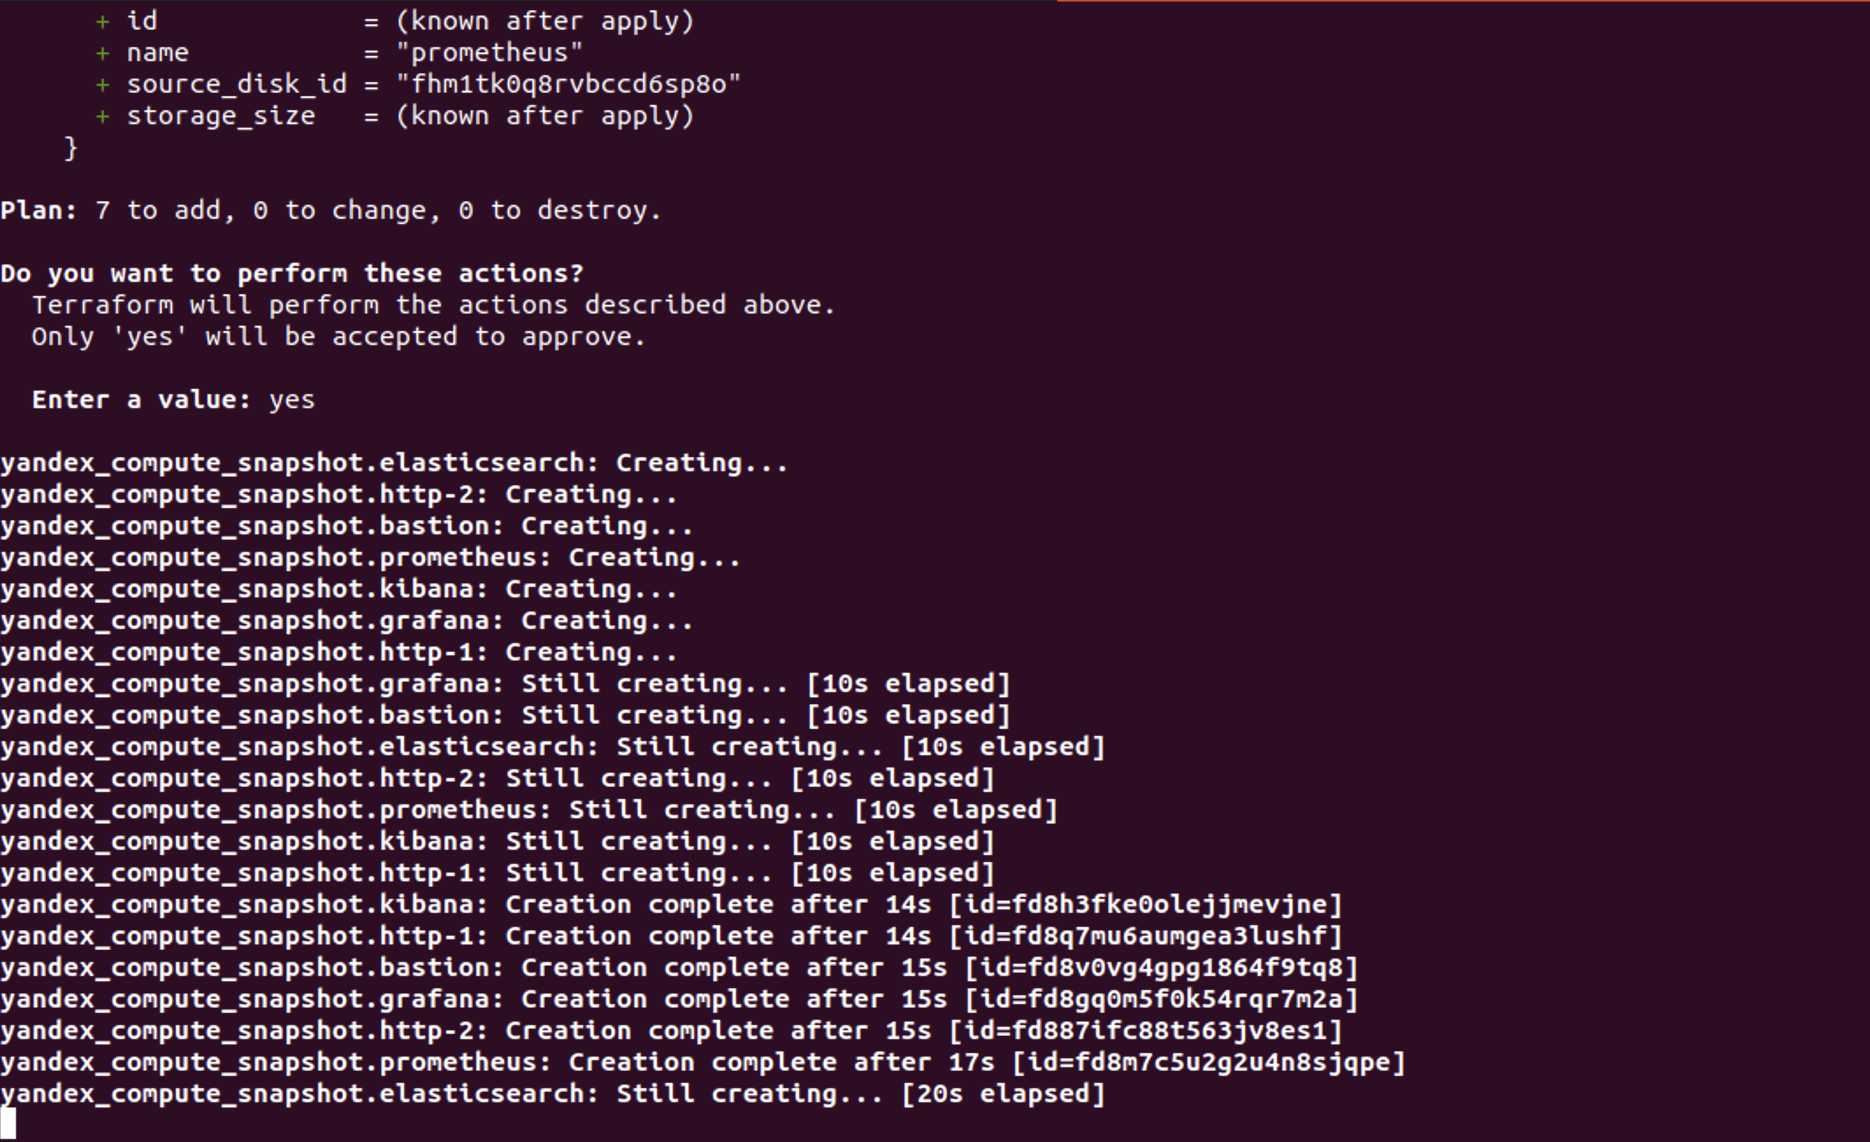 + id = (known after apply)
+ name = "prometheus"
+ source_disk_id = "fhm1tk0q8rvbccd6sp8o"
+ storage_size = (known after apply)
}
Plan: 7 to add, 0 to change, 0 to destroy.
Do you want to perform these actions?
Terraform will perform the actions described above.
Only 'yes' will be accepted to approve.
Enter a value: yes
yandex_compute_snapshot.elasticsearch: Creating...
yandex_compute_snapshot.http-2: Creating...
yandex_compute_snapshot.bastion: Creating...
yandex_compute_snapshot.prometheus: Creating...
yandex_compute_snapshot.kibana: Creating...
yandex_compute_snapshot.grafana: Creating...
yandex_compute_snapshot.http-1: Creating...
yandex_compute_snapshot.grafana: Still creating... [10s elapsed]
yandex_compute_snapshot.bastion: Still creating... [10s elapsed]
yandex_compute_snapshot.elasticsearch: Still creating... [10s elapsed]
yandex_compute_snapshot.http-2: Still creating... [10s elapsed]
yandex_compute_snapshot.prometheus: Still creating... [10s elapsed]
yandex_compute_snapshot.kibana: Still creating... [10s elapsed]
yandex_compute_snapshot.http-1: Still creating... [10s elapsed]
yandex_compute_snapshot.kibana: Creation complete after 14s [id=fd8h3fke0olejjmevjne]
yandex_compute_snapshot.http-1: Creation complete after 14s [id=fd8q7mu6aumgea3lushf]
yandex_compute_snapshot.bastion: Creation complete after 15s [id=fd8v0vg4gpg1864f9tq8]
yandex_compute_snapshot.grafana: Creation complete after 15s [id=fd8gq0m5f0k54rqr7m2a]
yandex_compute_snapshot.http-2: Creation complete after 15s [id=fd887ifc88t563jv8es1]
yandex_compute_snapshot.prometheus: Creation complete after 17s [id=fd8m7c5u2g2u4n8sjqpe]
yandex_compute_snapshot.elasticsearch: Still creating... [20s elapsed]